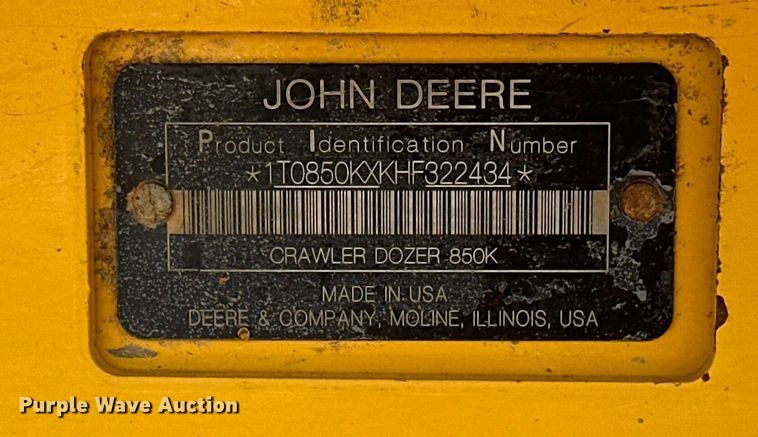 JOHN DEERE
Product Identification Number
*1T0850KXKHF322434*
CRAWLER DOZER 850K
MADE IN USA
DEERE & COMPANY, MOLINE, ILLINOIS, USA
Purple Wave Auction